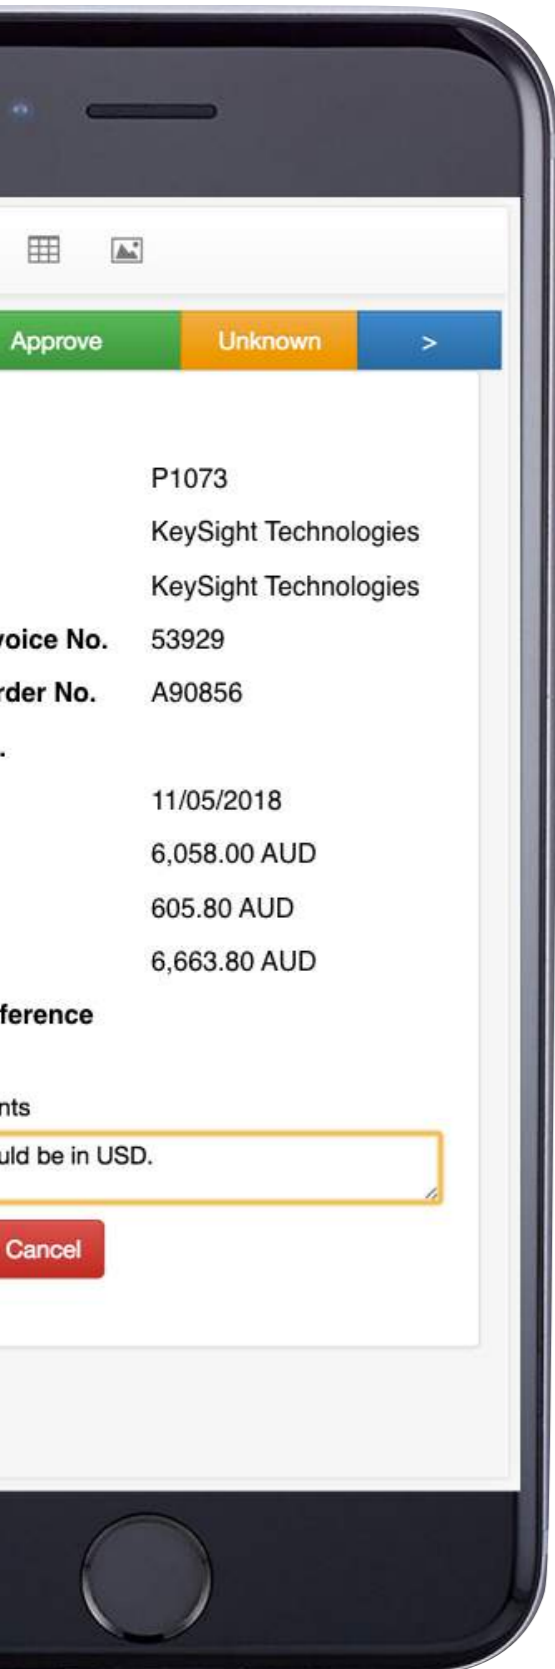 Approve Unknown >
P1073
KeySight Technologies
KeySight Technologies
voice No. 53929
rder No. A90856
.
11/05/2018
6,058.00 AUD
605.80 AUD
6,663.80 AUD
ference
nts
uld be in USD.
Cancel